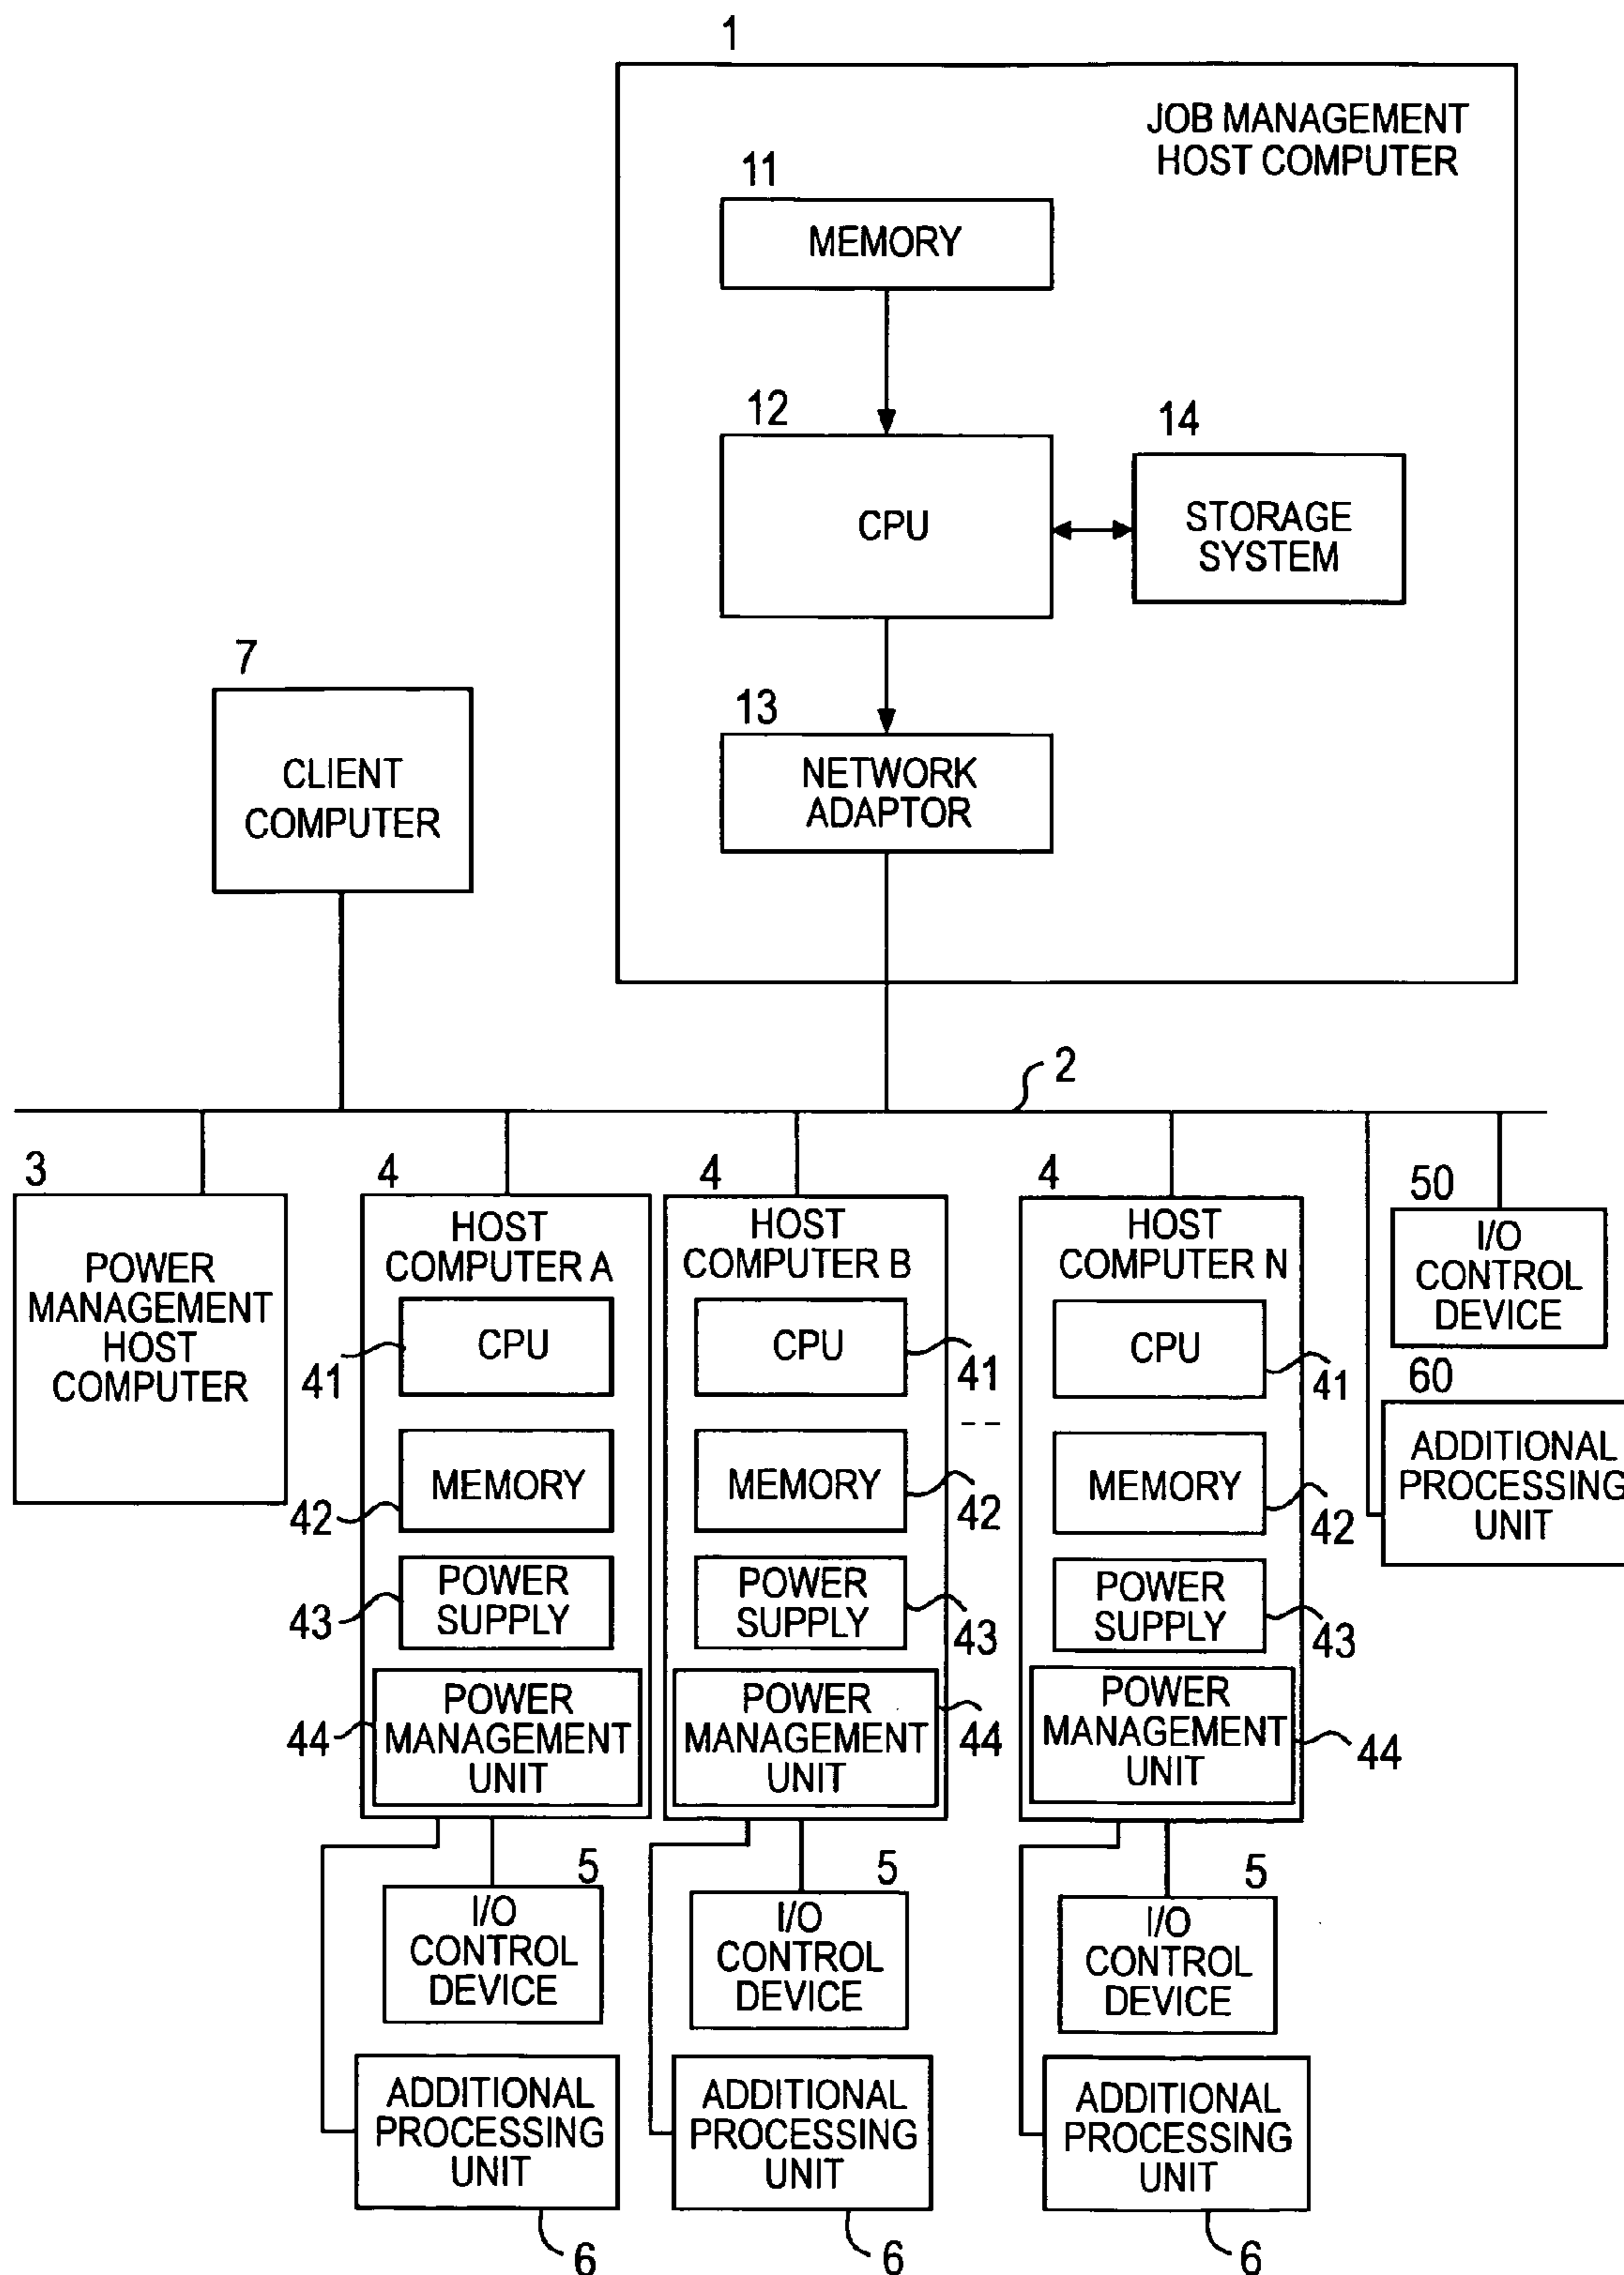 1
JOB MANAGEMENT
HOST COMPUTER
11
MEMORY
12
CPU
14
STORAGE
SYSTEM
13
NETWORK
ADAPTOR
7
CLIENT
COMPUTER
2
3
POWER
MANAGEMENT
HOST
COMPUTER
4
HOST
COMPUTER A
CPU
41
MEMORY
42
POWER
SUPPLY
43
POWER
MANAGEMENT
UNIT
44
5
I/O
CONTROL
DEVICE
ADDITIONAL
PROCESSING
UNIT
6
4
HOST
COMPUTER B
CPU
41
MEMORY
42
POWER
SUPPLY
43
POWER
MANAGEMENT
UNIT
44
5
I/O
CONTROL
DEVICE
ADDITIONAL
PROCESSING
UNIT
6
4
HOST
COMPUTER N
CPU
41
MEMORY
42
POWER
SUPPLY
43
POWER
MANAGEMENT
UNIT
44
5
I/O
CONTROL
DEVICE
ADDITIONAL
PROCESSING
UNIT
6
50
I/O
CONTROL
DEVICE
60
ADDITIONAL
PROCESSING
UNIT